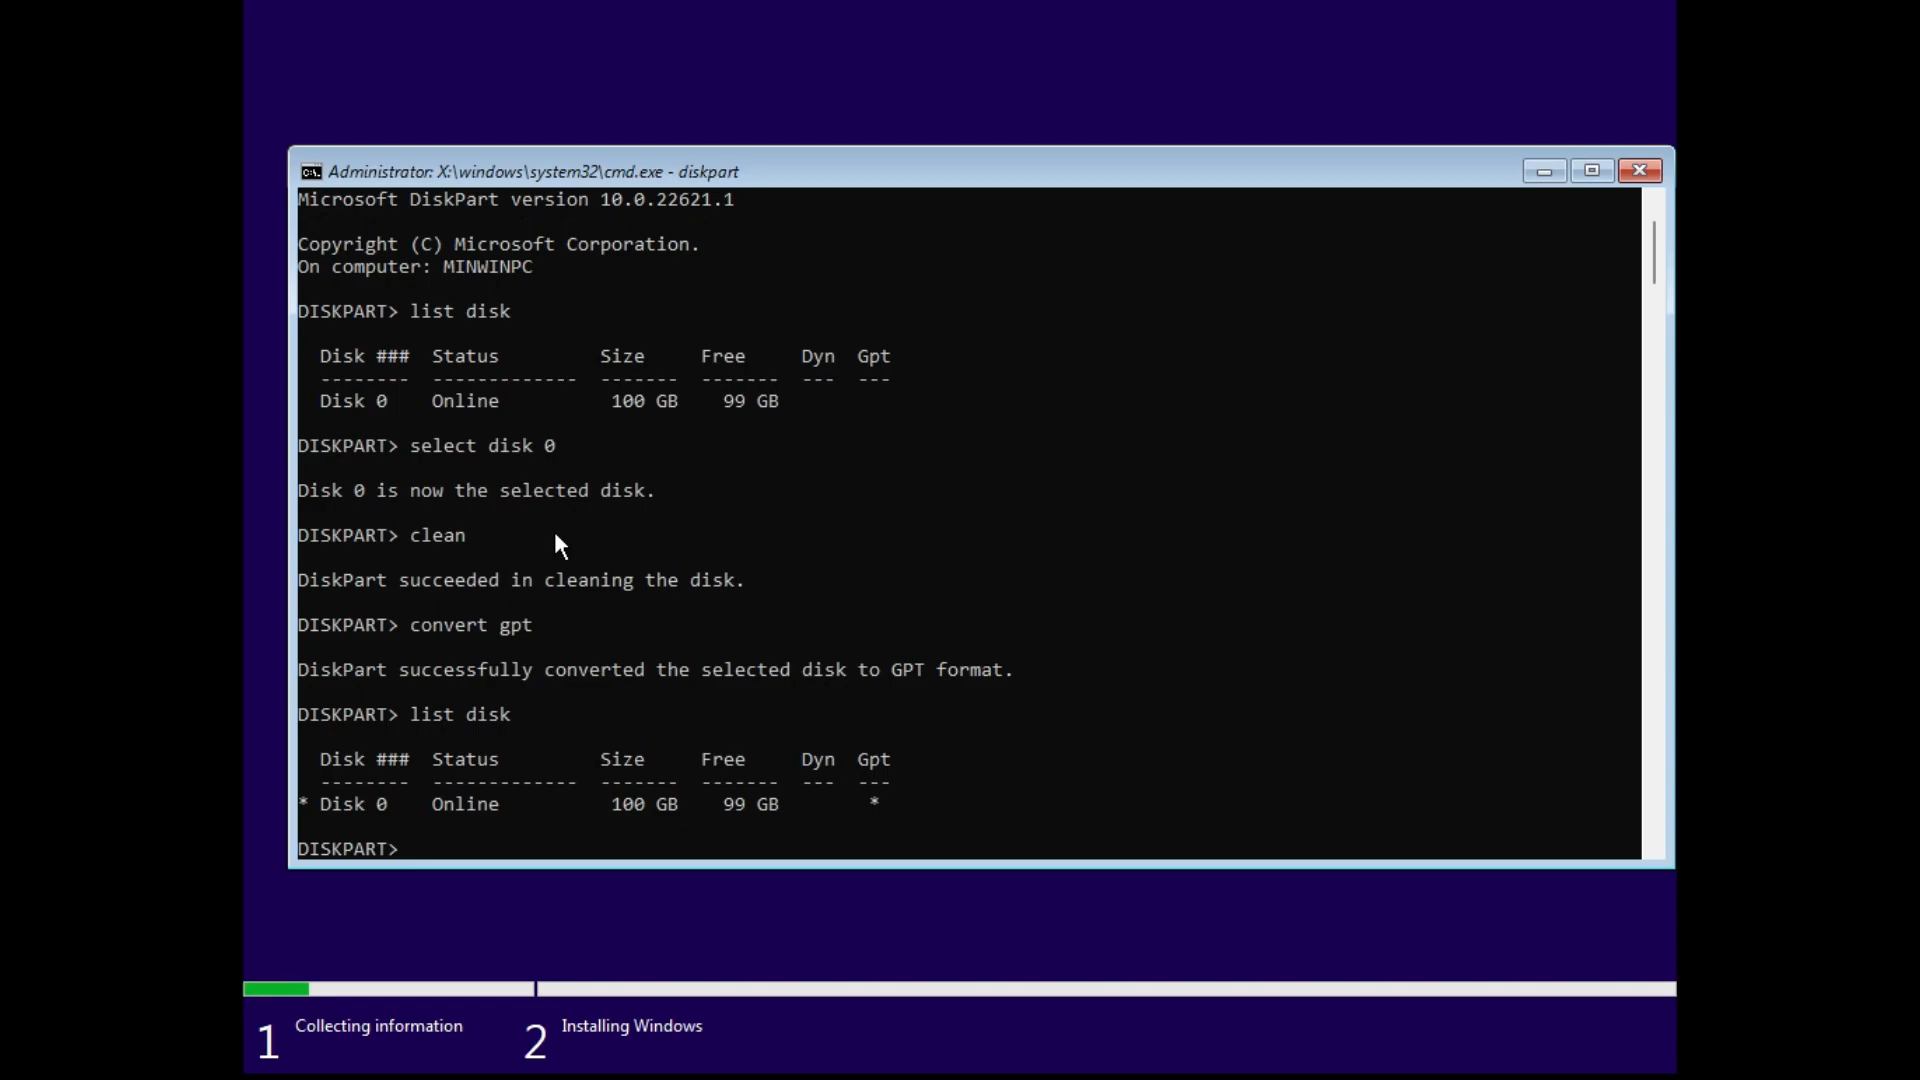 Administrator: X:\windows\system32\cmd.exe - diskpart
Microsoft DiskPart version 10.0.22621.1
Copyright (C) Microsoft Corporation.
On computer: MINWINPC
DISKPART> list disk
  Disk ###  Status         Size     Free     Dyn  Gpt
  --------  -------------  -------  -------  ---  ---
  Disk 0    Online          100 GB    99 GB
DISKPART> select disk 0
Disk 0 is now the selected disk.
DISKPART> clean
DiskPart succeeded in cleaning the disk.
DISKPART> convert gpt
DiskPart successfully converted the selected disk to GPT format.
DISKPART> list disk
  Disk ###  Status         Size     Free     Dyn  Gpt
  --------  -------------  -------  -------  ---  ---
* Disk 0    Online          100 GB    99 GB        *
DISKPART>
1 Collecting information 2 Installing Windows